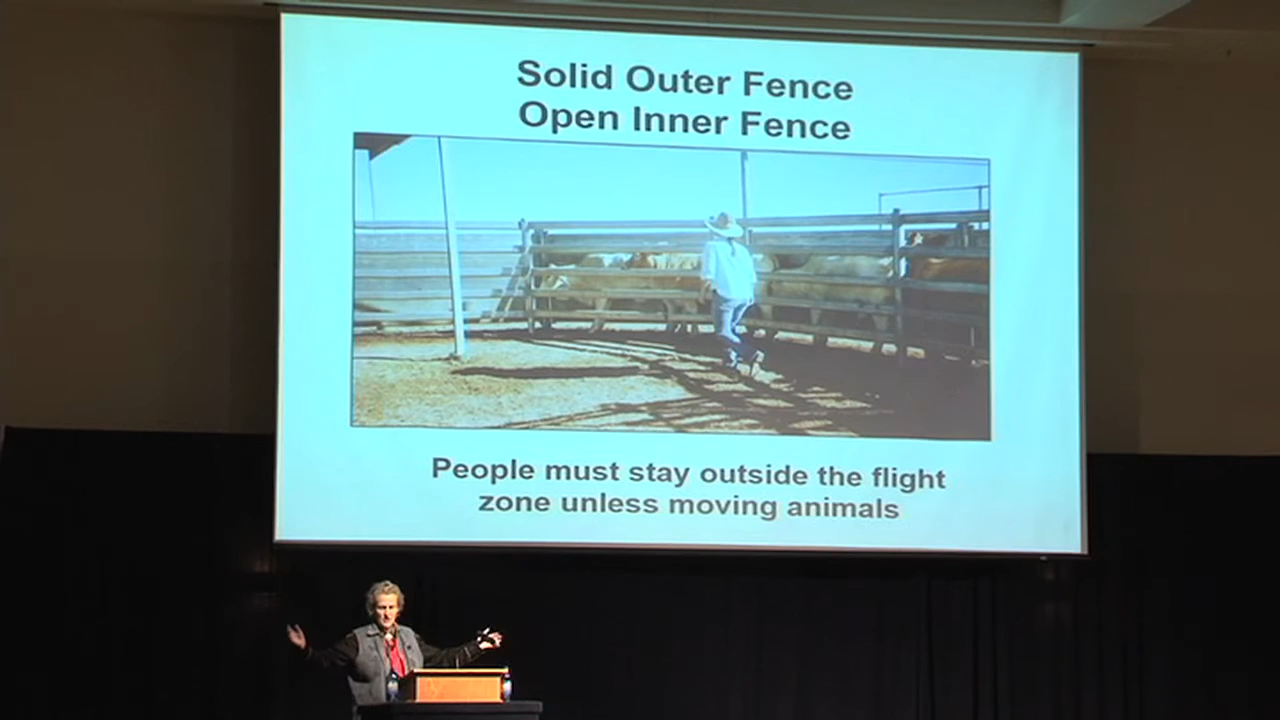 Solid Outer Fence
Open Inner Fence
People must stay outside the flight
zone unless moving animals